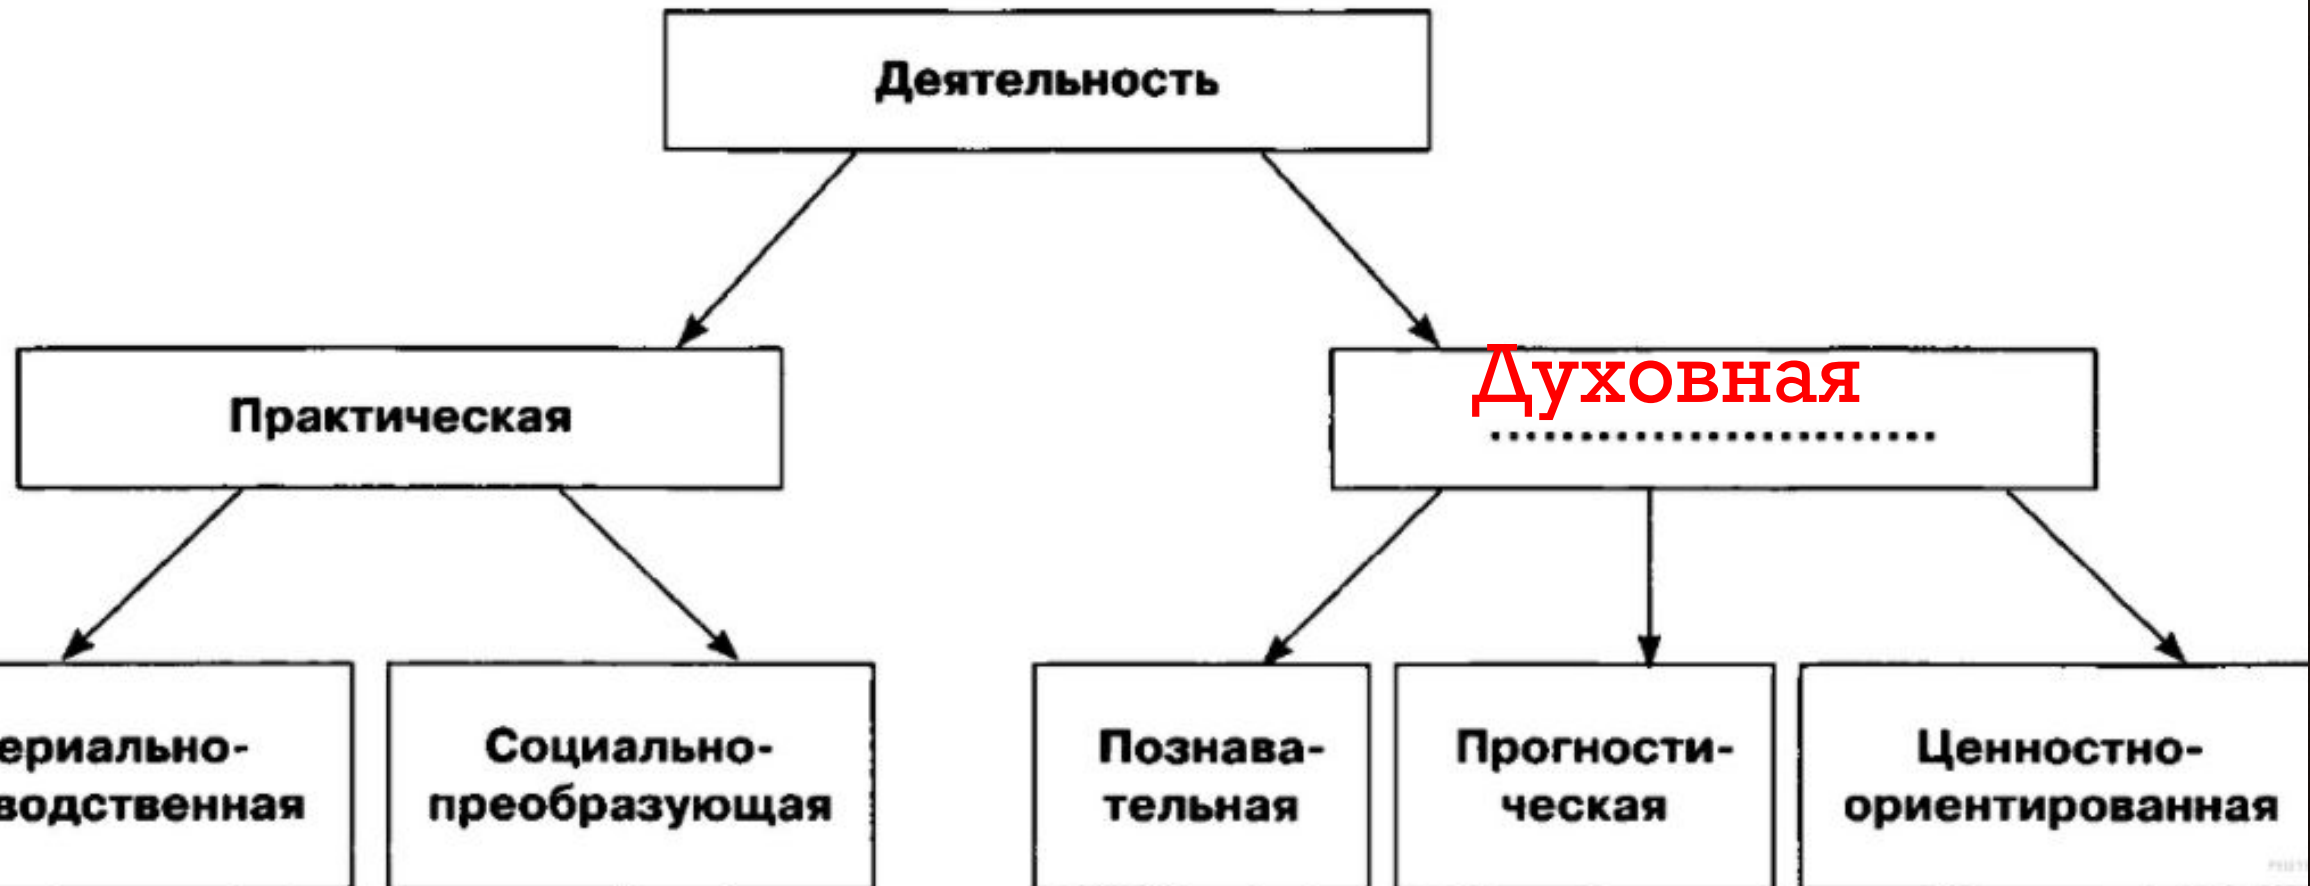 Деятельность
Практическая
Духовная
ериально-
водственная
Социально-
преобразующая
Познава-
тельная
Прогности-
ческая
Ценностно-
ориентированная